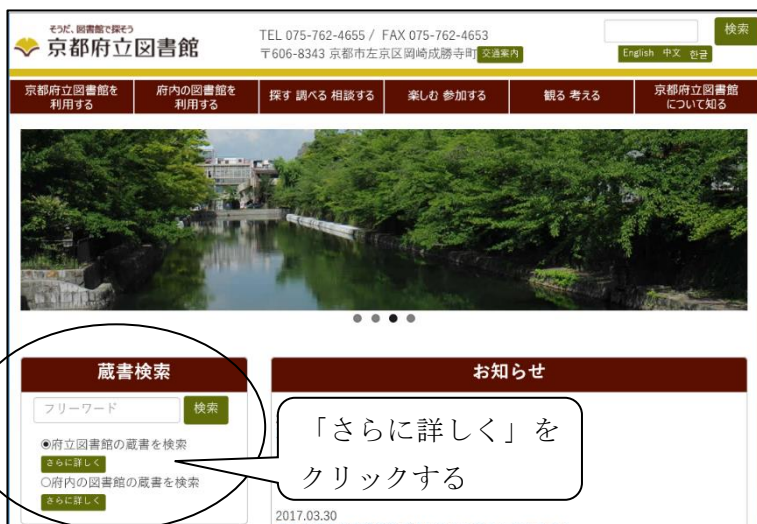 そうだ、図書館で探そう
京都府立図書館
TEL 075-762-4655 / FAX 075-762-4653
〒606-8343 京都市左京区岡崎成勝寺町 交通案内
検索
English 中文 한글
京都府立図書館を
利用する
府内の図書館を
利用する
探す 調べる 相談する
楽しむ 参加する
観る 考える
京都府立図書館
について知る
蔵書検索
フリーワード
検索
◉府立図書館の蔵書を検索
さらに詳しく
○府内の図書館の蔵書を検索
さらに詳しく
お知らせ
「さらに詳しく」を
クリックする
2017.03.30